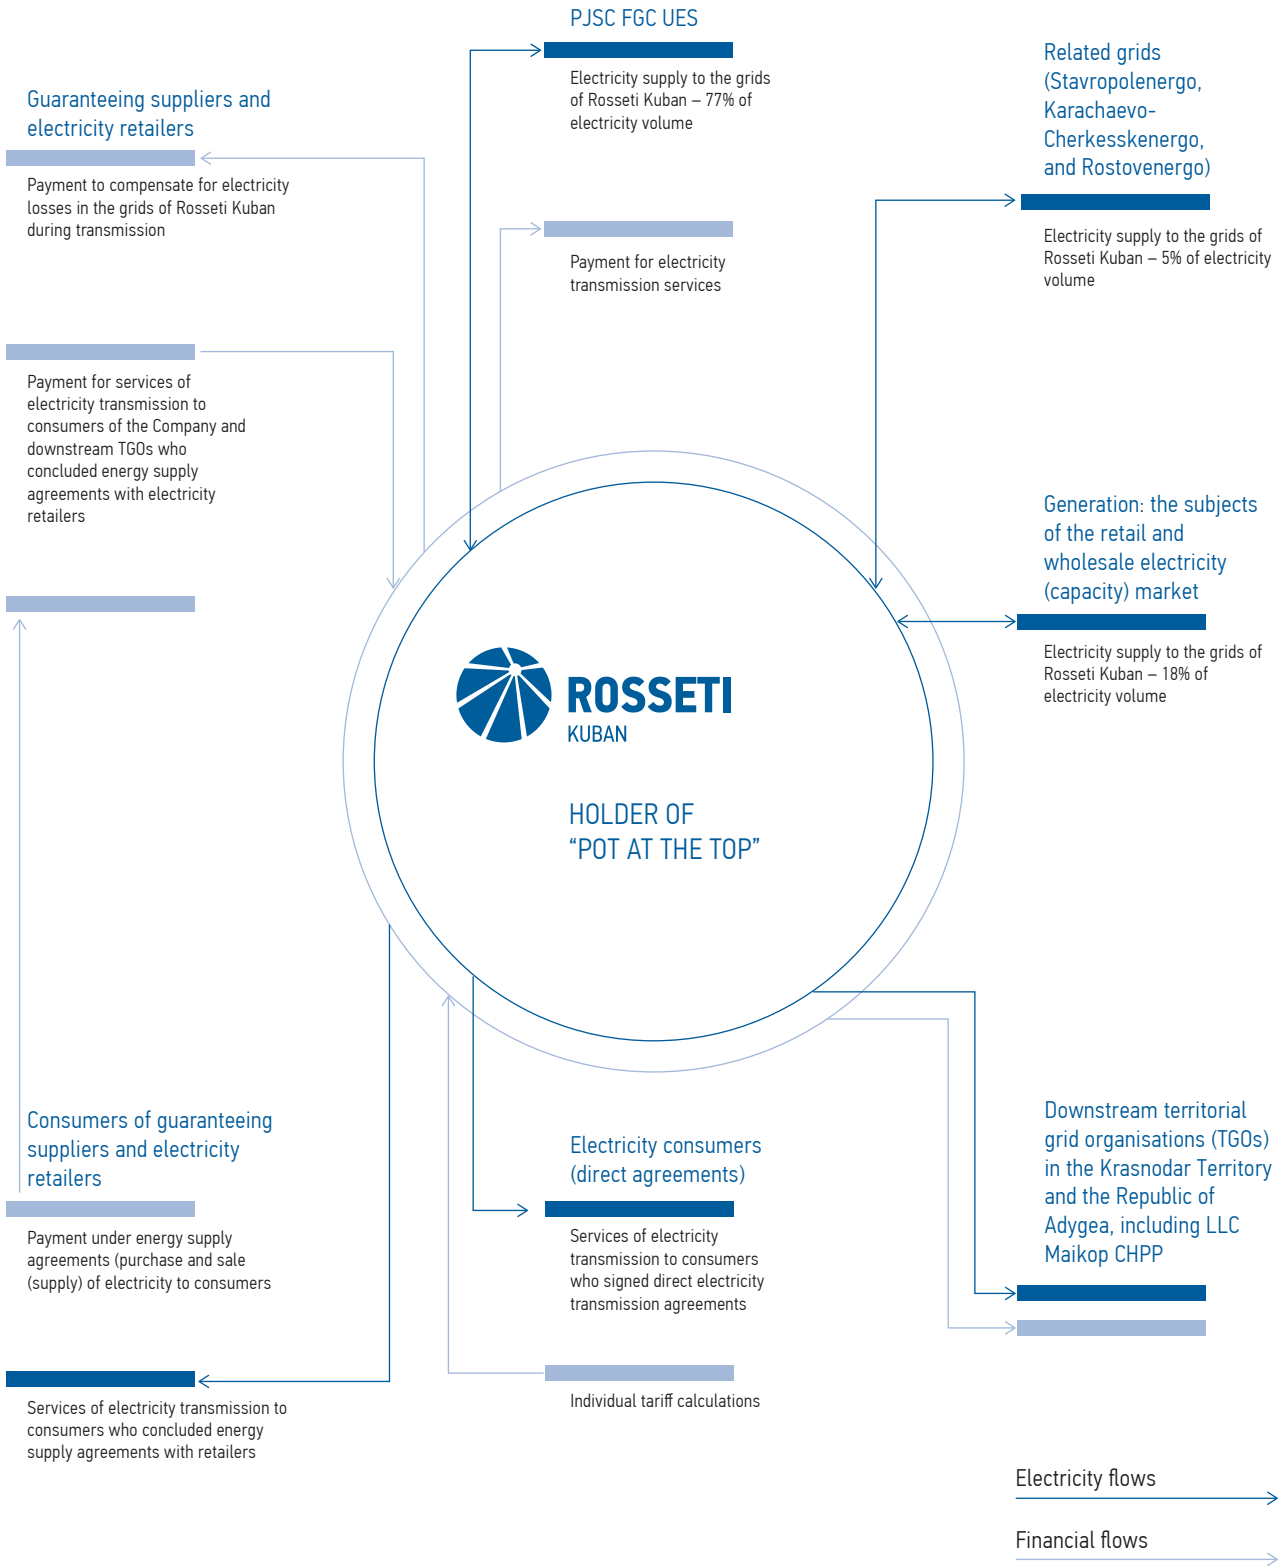 PJSC FGC UES
Electricity supply to the grids
of Rosseti Kuban – 77% of
electricity volume
Payment for electricity
transmission services
Related grids
(Stavropolenergo,
Karachaevo-
Cherkesskenergo,
and Rostovenergo)
Electricity supply to the grids of
Rosseti Kuban – 5% of electricity
volume
Guaranteeing suppliers and
electricity retailers
Payment to compensate for electricity
losses in the grids of Rosseti Kuban
during transmission
Payment for services of
electricity transmission to
consumers of the Company and
downstream TGOs who
concluded energy supply
agreements with electricity
retailers
Generation: the subjects
of the retail and
wholesale electricity
(capacity) market
Electricity supply to the grids of
Rosseti Kuban – 18% of
electricity volume
ROSSETI
KUBAN
HOLDER OF
“POT AT THE TOP”
Consumers of guaranteeing
suppliers and electricity
retailers
Payment under energy supply
agreements (purchase and sale
(supply) of electricity to consumers
Services of electricity transmission to
consumers who concluded energy
supply agreements with retailers
Electricity consumers
(direct agreements)
Services of electricity
transmission to consumers
who signed direct electricity
transmission agreements
Individual tariff calculations
Downstream territorial
grid organisations (TGOs)
in the Krasnodar Territory
and the Republic of
Adygea, including LLC
Maikop CHPP
Electricity flows
Financial flows